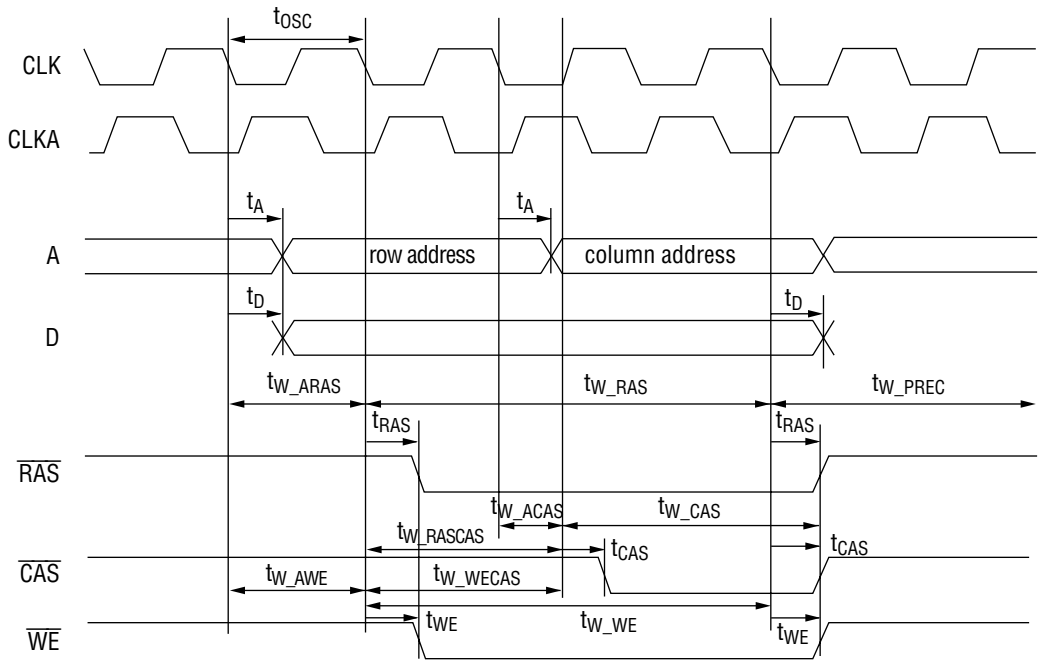 tOSC
CLK
CLKA
tA tA
A row address column address
tD tD
D
tW_ARAS tW_RAS tW_PREC
tRAS tRAS
RAS
tW_ACAS tW_CAS
tW_RASCAS tCAS tCAS
CAS
tW_AWE tW_WECAS
tWE tW_WE tWE
WE